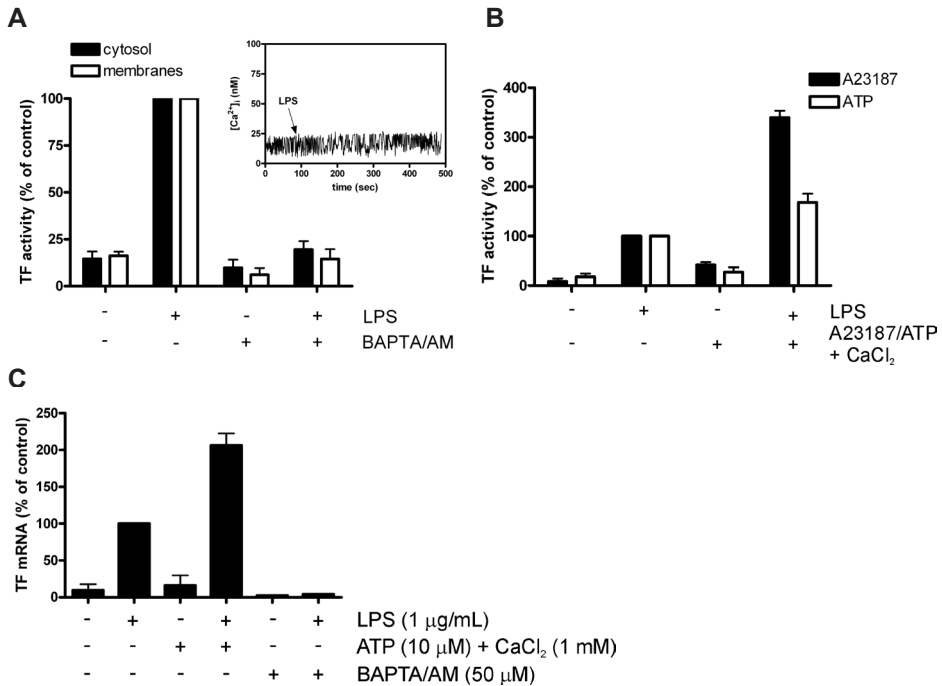 A
cytosol
membranes
TF activity (% of control)
100
75
50
25
0
[Ca²⁺]ᵢ (nM)
100
75
50
25
0
LPS
0 100 200 300 400 500
time (sec)
- + - + LPS
- - + + BAPTA/AM
B
A23187
ATP
TF activity (% of control)
400
300
200
100
0
- + - + LPS
- - + + A23187/ATP
+ CaCl₂
C
TF mRNA (% of control)
250
200
150
100
50
0
- + - + - + LPS (1 μg/mL)
- - + + - - ATP (10 μM) + CaCl₂ (1 mM)
- - - - + + BAPTA/AM (50 μM)